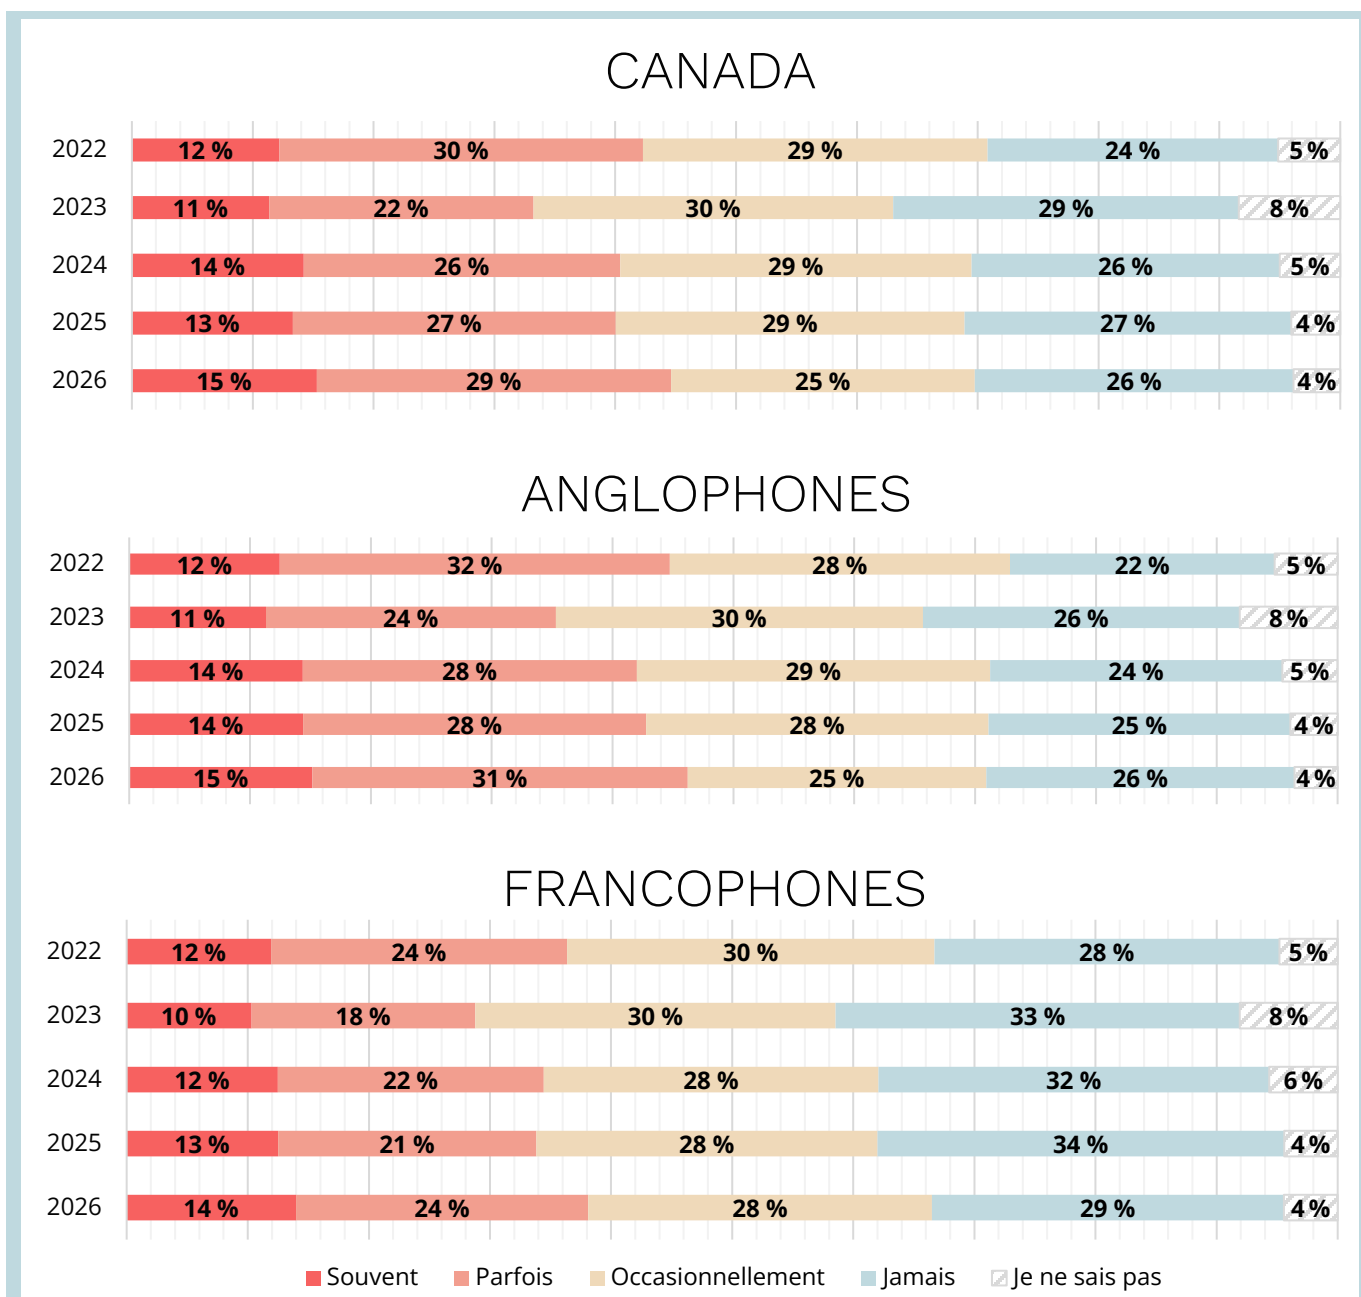 CANADA
2022 12 % 30 % 29 % 24 % 5 %
2023 11 % 22 % 30 % 29 % 8 %
2024 14 % 26 % 29 % 26 % 5 %
2025 13 % 27 % 29 % 27 % 4 %
2026 15 % 29 % 25 % 26 % 4 %
ANGLOPHONES
2022 12 % 32 % 28 % 22 % 5 %
2023 11 % 24 % 30 % 26 % 8 %
2024 14 % 28 % 29 % 24 % 5 %
2025 14 % 28 % 28 % 25 % 4 %
2026 15 % 31 % 25 % 26 % 4 %
FRANCOPHONES
2022 12 % 24 % 30 % 28 % 5 %
2023 10 % 18 % 30 % 33 % 8 %
2024 12 % 22 % 28 % 32 % 6 %
2025 13 % 21 % 28 % 34 % 4 %
2026 14 % 24 % 28 % 29 % 4 %
Souvent Parfois Occasionnellement Jamais Je ne sais pas